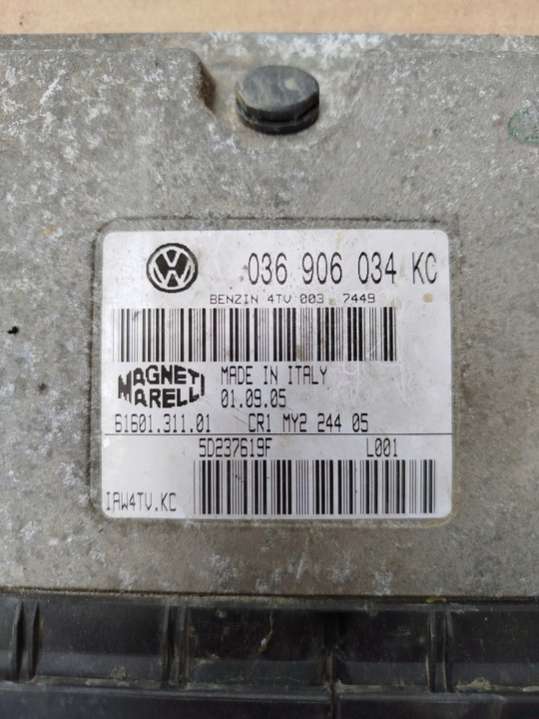 036 906 034 KC
BENZIN 4TV 003 7449
MAGNETI
MARELLI
MADE IN ITALY
01.09.05
61601.311.01 CR1 MY2 244 05
5D237619F L001
IAW4TV.KC